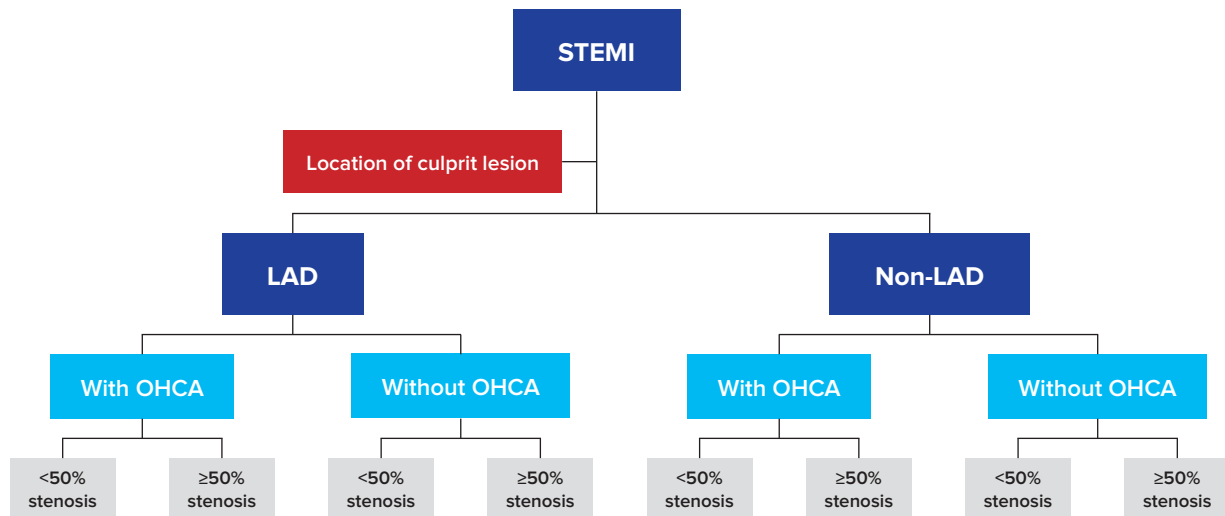 STEMI
Location of culprit lesion
LAD
Non-LAD
With OHCA
Without OHCA
With OHCA
Without OHCA
<50%
stenosis
≥50%
stenosis
<50%
stenosis
≥50%
stenosis
<50%
stenosis
≥50%
stenosis
<50%
stenosis
≥50%
stenosis